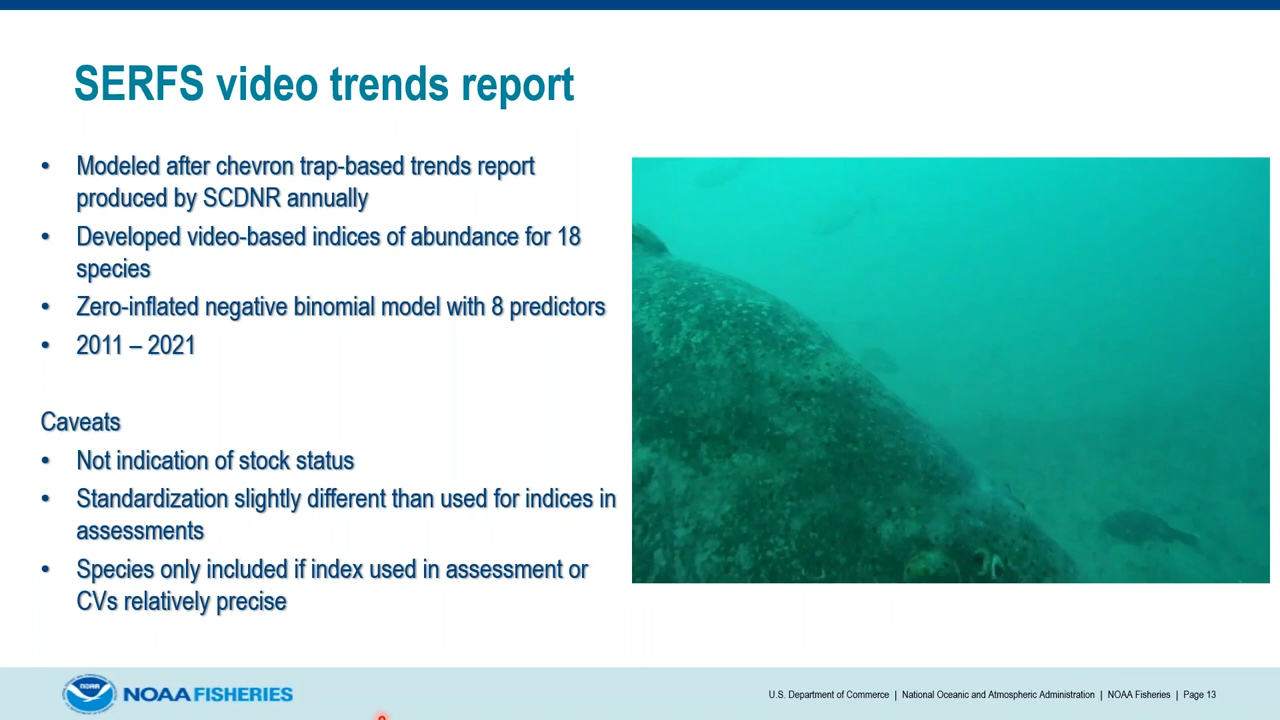 SERFS video trends report
• Modeled after chevron trap-based trends report
produced by SCDNR annually
• Developed video-based indices of abundance for 18
species
• Zero-inflated negative binomial model with 8 predictors
• 2011 – 2021
Caveats
• Not indication of stock status
• Standardization slightly different than used for indices in
assessments
• Species only included if index used in assessment or
CVs relatively precise
NOAA
NOAA FISHERIES
U.S. Department of Commerce | National Oceanic and Atmospheric Administration | NOAA Fisheries | Page 13